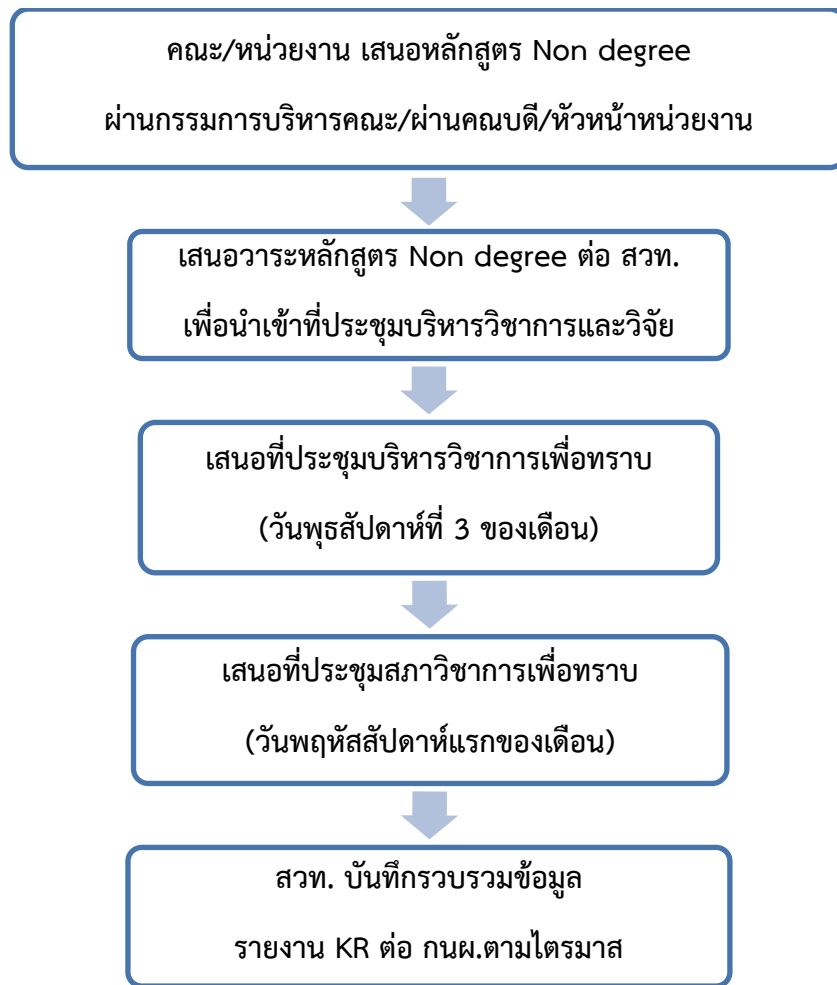 คณะ/หน่วยงาน เสนอหลักสูตร Non degree
ผ่านกรรมการบริหารคณะ/ผ่านคณบดี/หัวหน้าหน่วยงาน
เสนอวาระหลักสูตร Non degree ต่อ สวท.
เพื่อนำเข้าที่ประชุมบริหารวิชาการและวิจัย
เสนอที่ประชุมบริหารวิชาการเพื่อทราบ
(วันพุธสัปดาห์ที่ 3 ของเดือน)
เสนอที่ประชุมสภาวิชาการเพื่อทราบ
(วันพฤหัสสัปดาห์แรกของเดือน)
สวท. บันทึกรวบรวมข้อมูล
รายงาน KR ต่อ กนผ.ตามไตรมาส